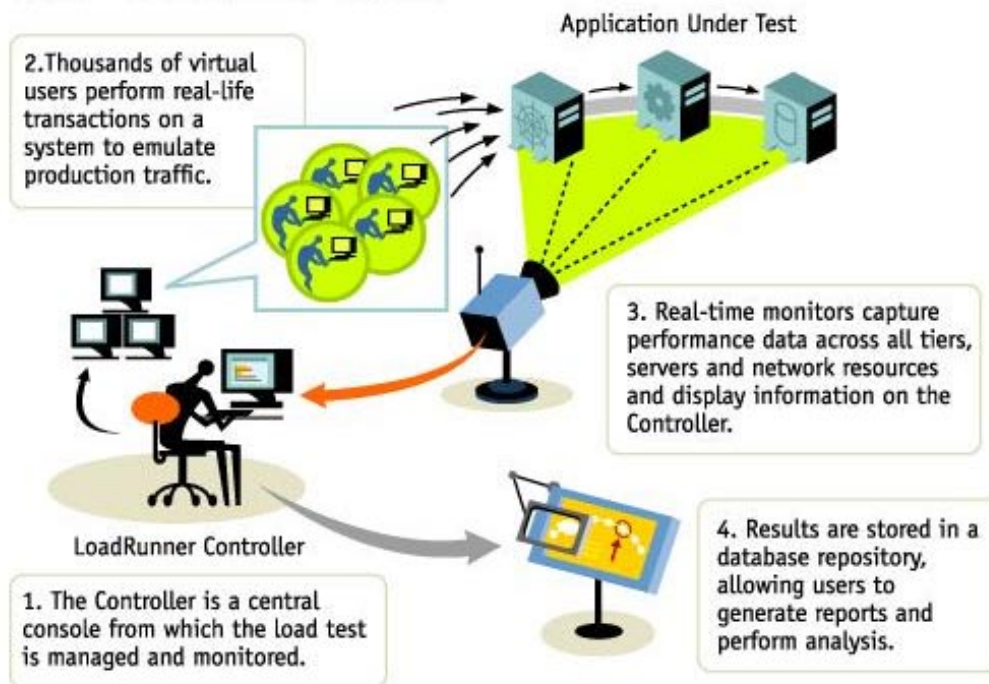 Application Under Test
2.Thousands of virtual
users perform real-life
transactions on a
system to emulate
production traffic.
3. Real-time monitors capture
performance data across all tiers,
servers and network resources
and display information on the
Controller.
LoadRunner Controller
1. The Controller is a central
console from which the load test
is managed and monitored.
4. Results are stored in a
database repository,
allowing users to
generate reports and
perform analysis.